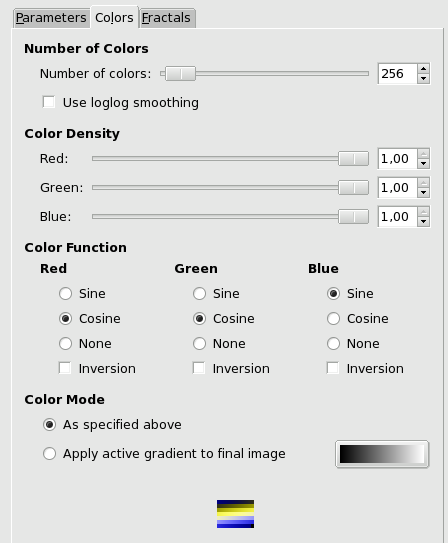 Parameters Colors Fractals
Number of Colors
Number of colors: 256
Use loglog smoothing
Color Density
Red: 1,00
Green: 1,00
Blue: 1,00
Color Function
Red Green Blue
Sine Sine Sine
Cosine Cosine Cosine
None None None
Inversion Inversion Inversion
Color Mode
As specified above
Apply active gradient to final image